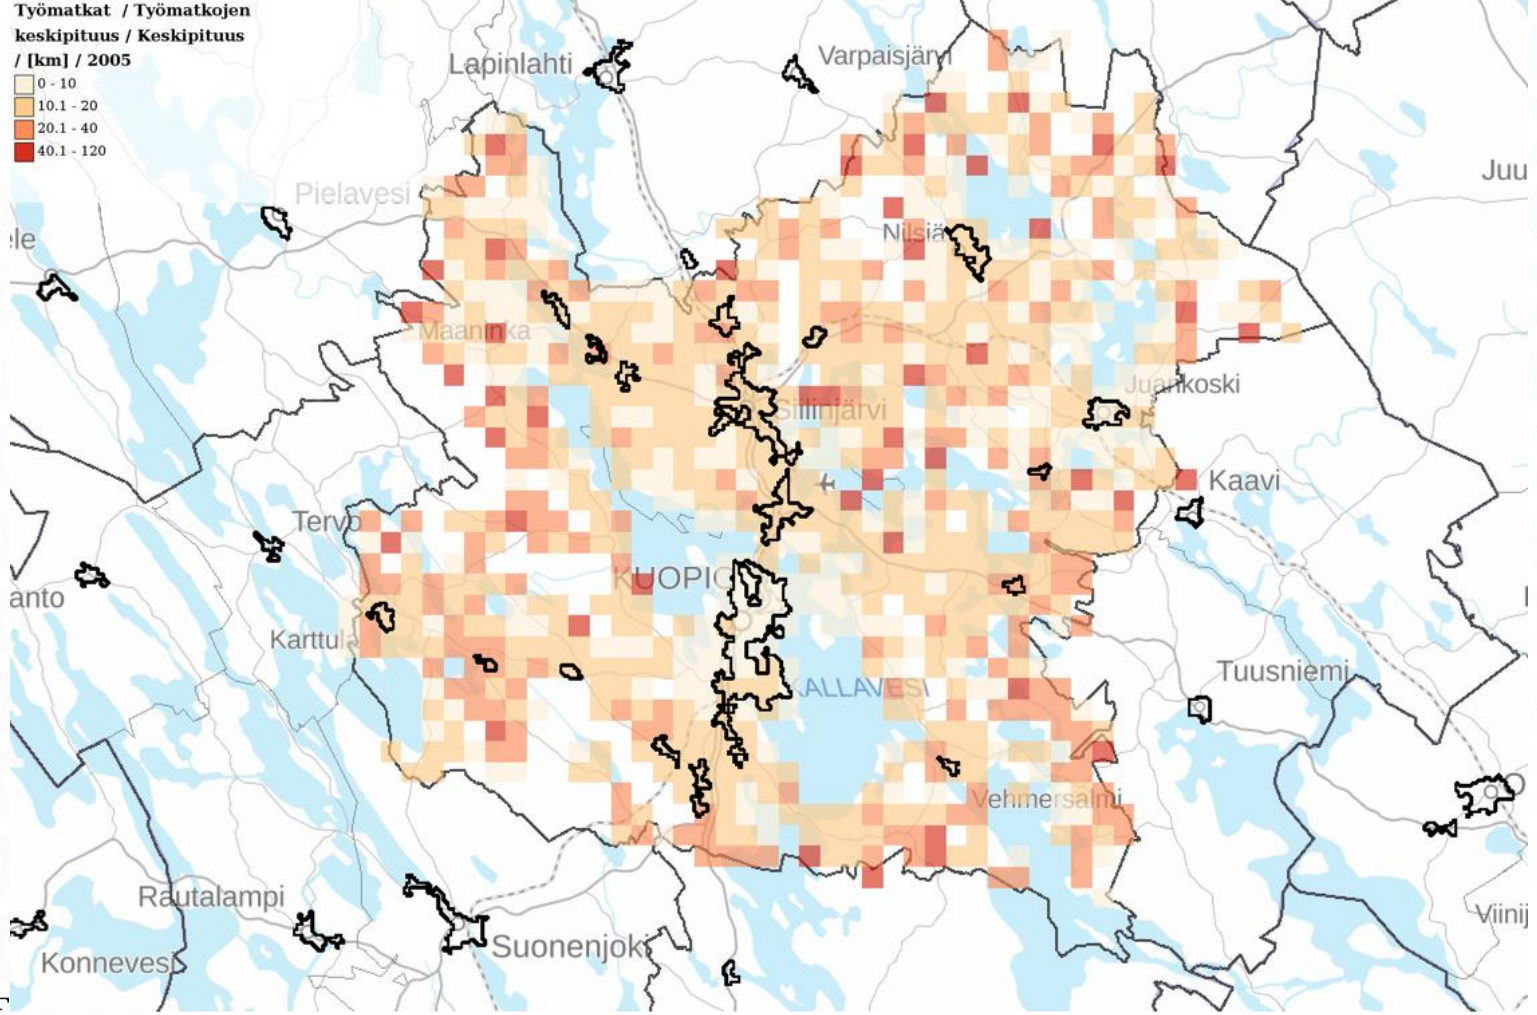 Työmatkat / Työmatkojen
keskipituus / Keskipituus
/ [km] / 2005
0 - 10
10.1 - 20
20.1 - 40
40.1 - 120
Lapinlahti
Varpaisjärvi
Juu
Pielavesi
Nilsiä
Maaninka
Juankoski
Siilinjärvi
Kaavi
Tervo
KUOPIO
anto
Karttula
Tuusniemi
KALLAVESI
Vehmersalmi
Rautalampi
Viinij
Suonenjok
Konnevesi